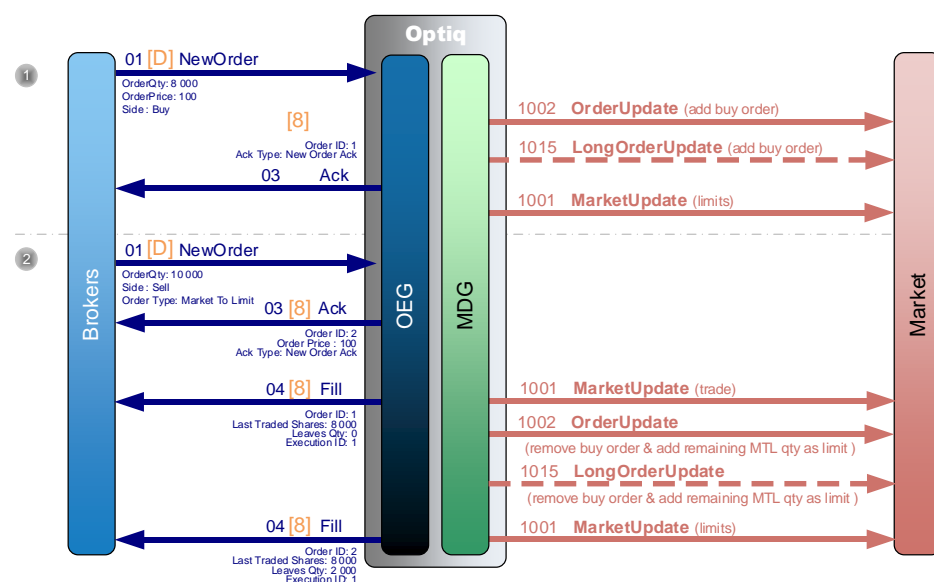 Optiq
1
01 [D] NewOrder
OrderQty: 8 000
OrderPrice: 100
Side : Buy
[8]
Order ID: 1
Ack Type: New Order Ack
03 Ack
1002 OrderUpdate (add buy order)
1015 LongOrderUpdate (add buy order)
1001 MarketUpdate (limits)
2
01 [D] NewOrder
OrderQty: 10 000
Side : Sell
Order Type: Market To Limit
03 [8] Ack
Order ID: 2
Order Price : 100
Ack Type: New Order Ack
Brokers
OEG
MDG
Market
04 [8] Fill
Order ID: 1
Last Traded Shares: 8 000
Leaves Qty: 0
Execution ID: 1
1001 MarketUpdate (trade)
1002 OrderUpdate
(remove buy order & add remaining MTL qty as limit )
1015 LongOrderUpdate
(remove buy order & add remaining MTL qty as limit )
04 [8] Fill
Order ID: 2
Last Traded Shares: 8 000
Leaves Qty: 2 000
Execution ID: 1
1001 MarketUpdate (limits)